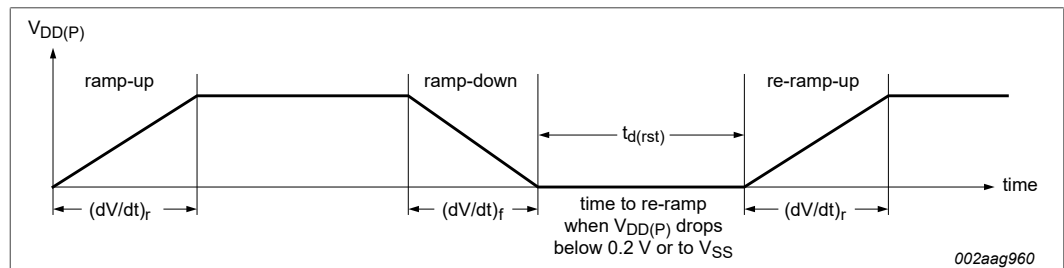 VDD(P)
ramp-up
ramp-down
re-ramp-up
td(rst)
time
(dV/dt)r
(dV/dt)f
time to re-ramp
when VDD(P) drops
below 0.2 V or to VSS
(dV/dt)r
002aag960